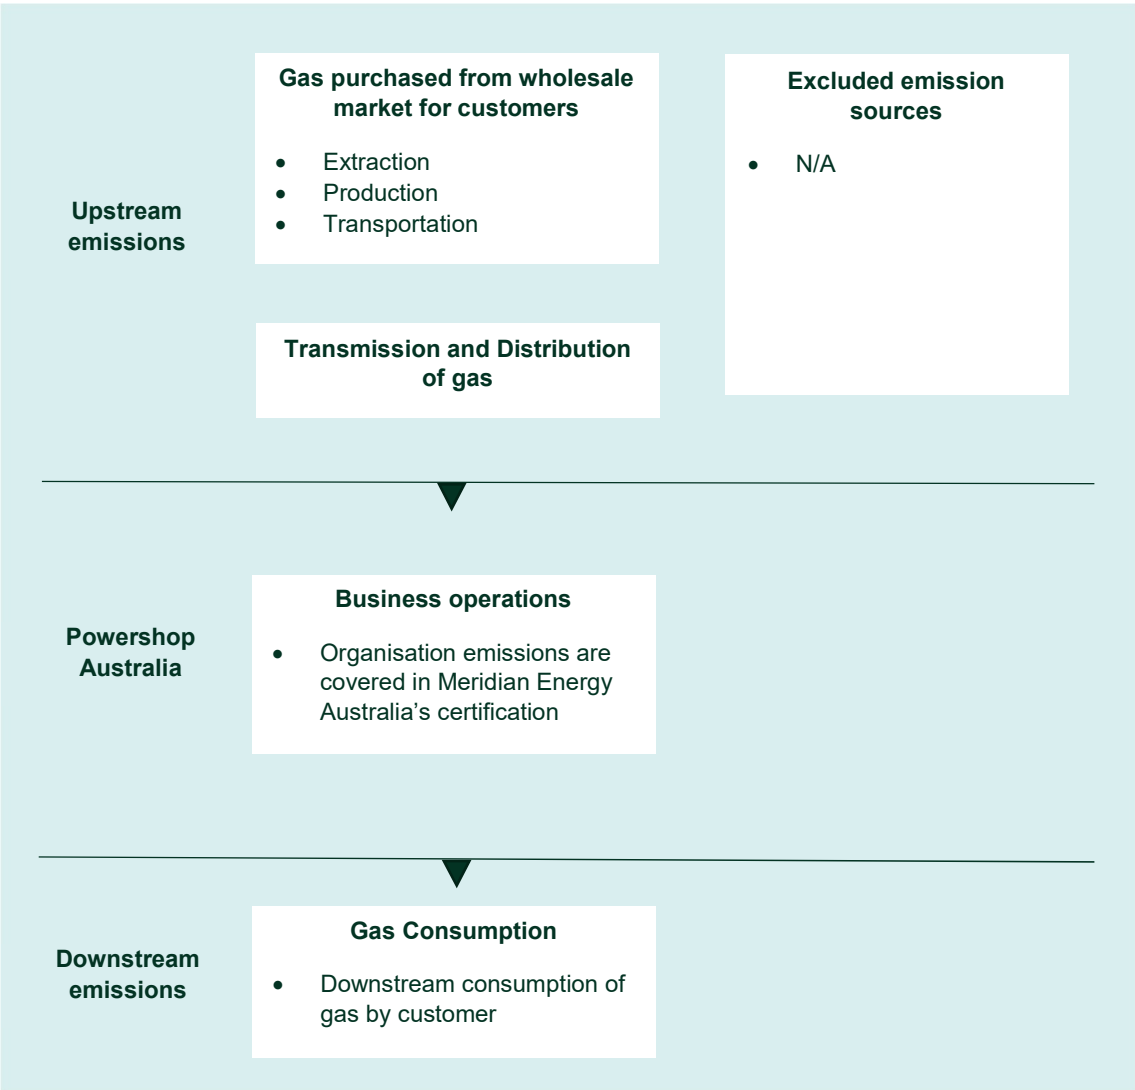 Upstream
emissions
Gas purchased from wholesale
market for customers
• Extraction
• Production
• Transportation
Transmission and Distribution
of gas
Excluded emission
sources
• N/A
Powershop
Australia
Business operations
• Organisation emissions are
covered in Meridian Energy
Australia’s certification
Downstream
emissions
Gas Consumption
• Downstream consumption of
gas by customer